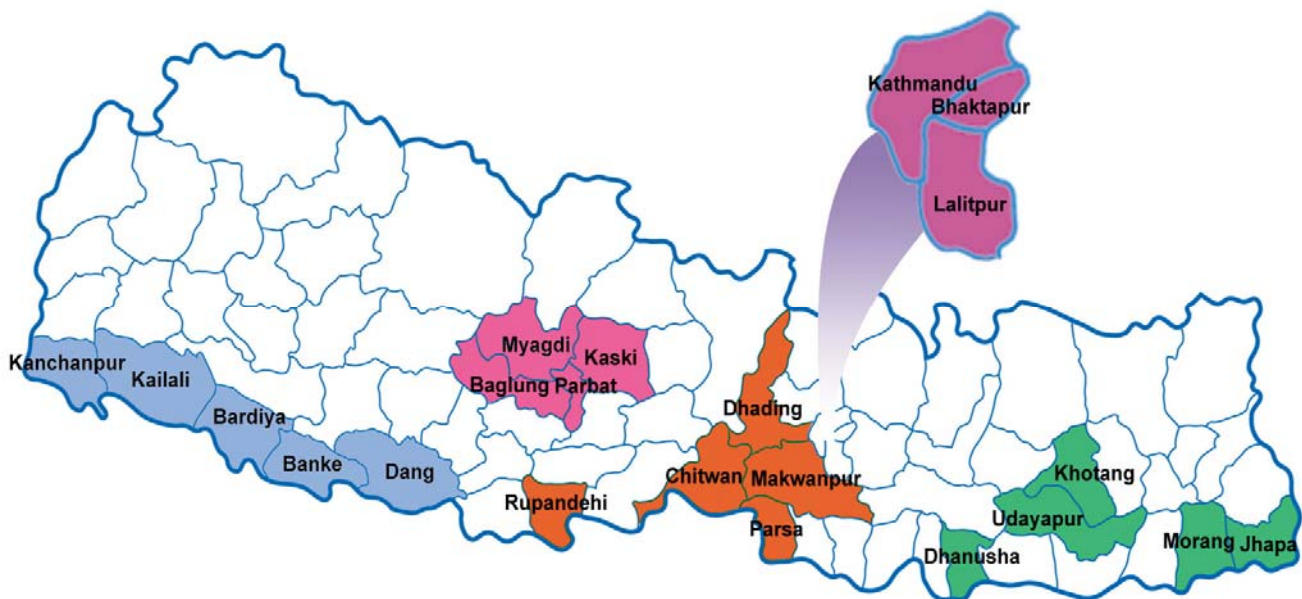 Kathmandu
Bhaktapur
Lalitpur
Myagdi
Kaski
Kanchanpur
Kailali
Baglung Parbat
Bardiya
Dhading
Banke
Dang
Chitwan
Makwanpur
Khotang
Rupandehi
Udayapur
Parsa
Dhanusha
Morang
Jhapa